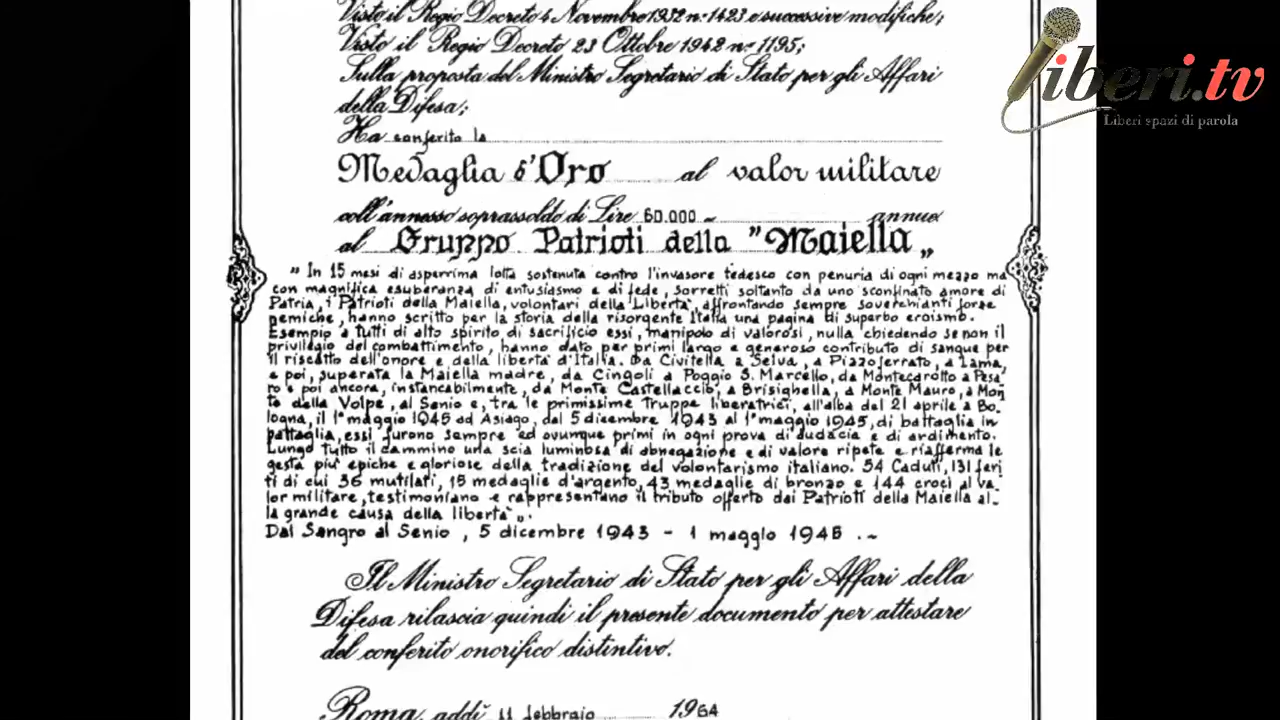 Visto il Regio Decreto 4 Novembre 1932 n. 1423 e successive modifiche;
Visto il Regio Decreto 23 Ottobre 1942 n. 1195;
Sulla proposta del Ministro Segretario di Stato per gli Affari
della Difesa;
Ha conferito la
Medaglia d'Oro al valor militare
coll'annesso soprassoldo di Lire 60.000 annue
al Gruppo Patrioti della "Maiella„
" In 15 mesi di asperrima lotta sostenuta contro l'invasore tedesco con penuria di ogni mezzo ma
con magnifica esuberanza di entusiasmo e di fede, sorretti soltanto da uno sconfinato amore di
Patria, i Patrioti della Maiella, volontari della Liberta', affrontando sempre soverchianti forze
nemiche, hanno scritto per la storia della risorgente Italia una pagina di superbo eroismo.
Esempio a tutti di alto spirito di sacrificio essi, manipolo di valorosi, nulla chiedendo se non il
privilegio del combattimento, hanno dato per primi largo e generoso contributo di sangue per
il riscatto dell'onore e della liberta' d'Italia. Da Civitella a Selva, a Pizzoferrato, a Lama,
e poi, superata la Maiella madre, da Cingoli a Poggio S. Marcello, da Montecarotto a Pesa
ro e poi ancora, instancabilmente, da Monte Castellaccio, a Brisighella, a Monte Mauro, a Mon
te della Volpe, al Senio e, tra le primissime Truppe liberatrici, all'alba del 21 aprile a Bo-
logna, il 1° maggio 1945 ad Asiago, dal 5 dicembre 1943 al 1° maggio 1945, di battaglia in
battaglia, essi furono sempre ed ovunque primi in ogni prova di audacia e di ardimento.
Lungo tutto il cammino una scia luminosa di abnegazione e di valore ripete e riafferma le
gesta piu' epiche e gloriose della tradizione del volontarismo italiano. 54 Caduti, 131 feri
ti di cui 36 mutilati, 15 medaglie d'argento, 43 medaglie di bronzo e 144 croci al va-
lor militare, testimoniano e rappresentano il tributo offerto dai Patrioti della Maiella al-
la grande causa della liberta'„.
Dal Sangro al Senio, 5 dicembre 1943 - 1 maggio 1945 .~
Il Ministro Segretario di Stato per gli Affari della
Difesa rilascia quindi il presente documento per attestare
del conferito onorifico distintivo.
Roma, addì 11 febbraio 1964
liberi.tv
Liberi spazi di parola